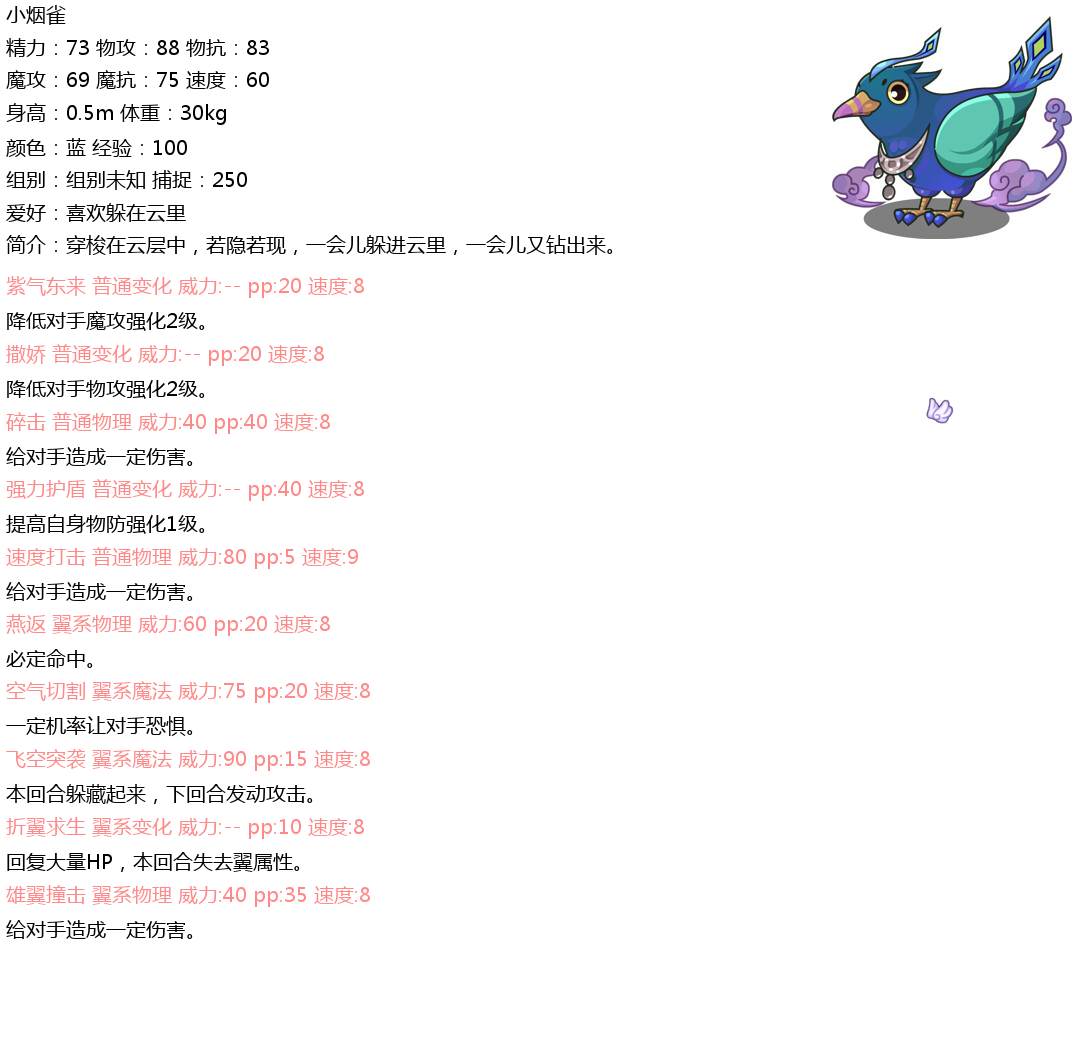 小烟雀
精力：73 物攻：88 物抗：83
魔攻：69 魔抗：75 速度：60
身高：0.5m 体重：30kg
颜色：蓝 经验：100
组别：组别未知 捕捉：250
爱好：喜欢躲在云里
简介：穿梭在云层中，若隐若现，一会儿躲进云里，一会儿又钻出来。
紫气东来 普通变化 威力:-- pp:20 速度:8
降低对手魔攻强化2级。
撒娇 普通变化 威力:-- pp:20 速度:8
降低对手物攻强化2级。
碎击 普通物理 威力:40 pp:40 速度:8
给对手造成一定伤害。
强力护盾 普通变化 威力:-- pp:40 速度:8
提高自身物防强化1级。
速度打击 普通物理 威力:80 pp:5 速度:9
给对手造成一定伤害。
燕返 翼系物理 威力:60 pp:20 速度:8
必定命中。
空气切割 翼系魔法 威力:75 pp:20 速度:8
一定机率让对手恐惧。
飞空突袭 翼系魔法 威力:90 pp:15 速度:8
本回合躲藏起来，下回合发动攻击。
折翼求生 翼系变化 威力:-- pp:10 速度:8
回复大量HP，本回合失去翼属性。
雄翼撞击 翼系物理 威力:40 pp:35 速度:8
给对手造成一定伤害。